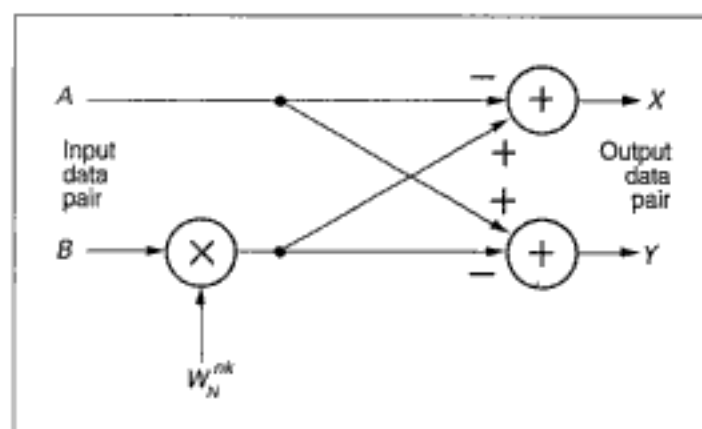 A
−
+
X
Input
data
pair
+
+
Output
data
pair
B
×
−
+
Y
W_N^{nk}